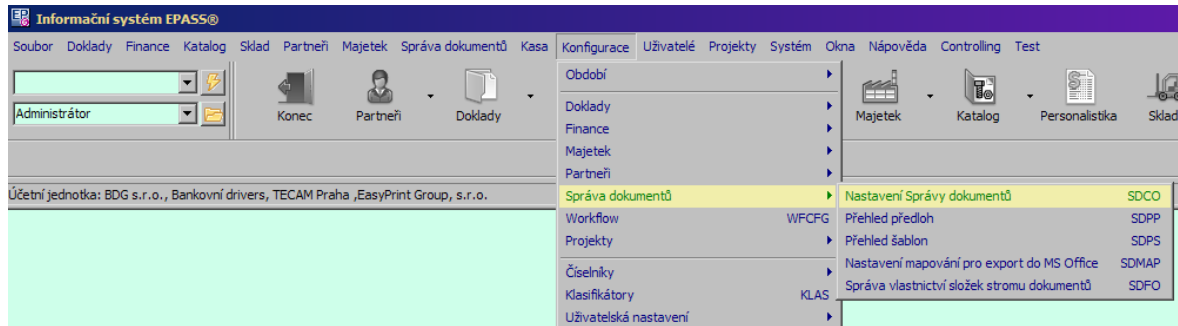 Informační systém EPASS®
Soubor Doklady Finance Katalog Sklad Partneři Majetek Správa dokumentů Kasa Konfigurace Uživatelé Projekty Systém Okna Nápověda Controlling Test
Administrátor
Konec Partneři Doklady Majetek Katalog Personalistika Sklad
Účetní jednotka: BDG s.r.o., Bankovní drivers, TECAM Praha ,EasyPrint Group, s.r.o.
Období
Doklady
Finance
Majetek
Partneři
Správa dokumentů
Workflow WFCFG
Projekty
Číselníky
Klasifikátory KLAS
Uživatelská nastavení
Nastavení Správy dokumentů SDCO
Přehled předloh SDPP
Přehled šablon SDPS
Nastavení mapování pro export do MS Office SDMAP
Správa vlastnictví složek stromu dokumentů SDFO